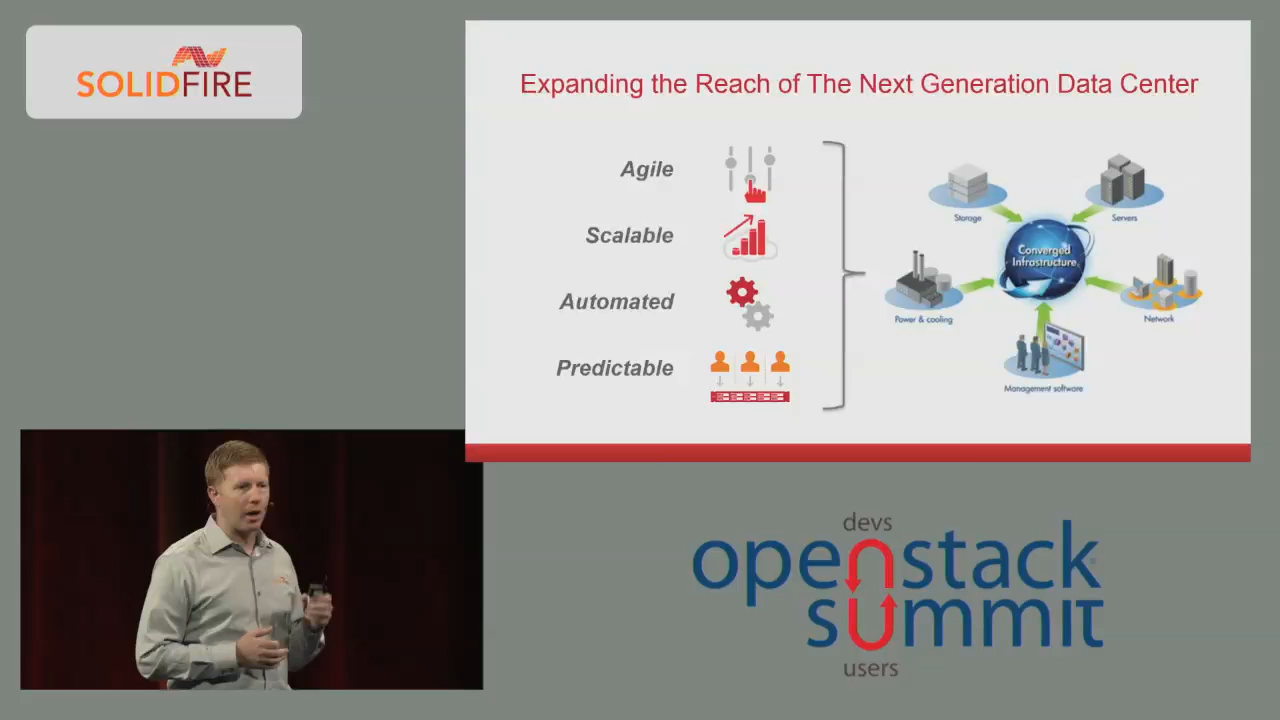 SOLIDFIRE
Expanding the Reach of The Next Generation Data Center
Agile
Scalable
Automated
Predictable
Storage
Servers
Converged
Infrastructure
Power & cooling
Network
Management software
devs
openstack
summit
users